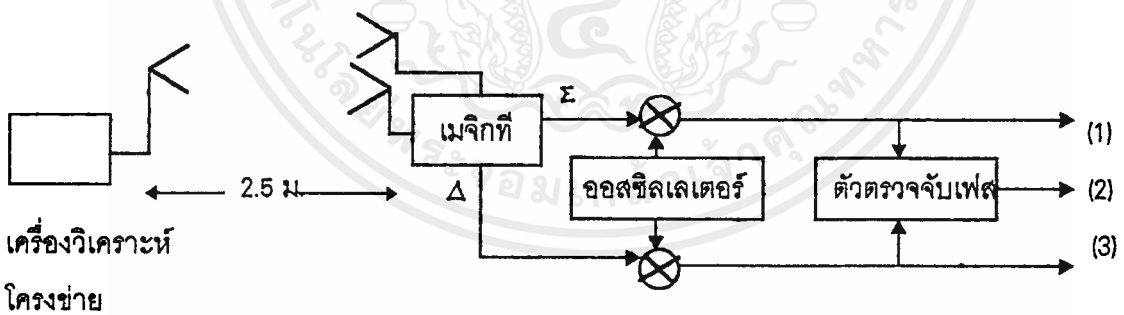 Σ
เมจิกที
(1)
2.5 ม.
Δ
ออสซิลเลเตอร์
ตัวตรวจจับเฟส
(2)
เครื่องวิเคราะห์
(3)
โครงข่าย